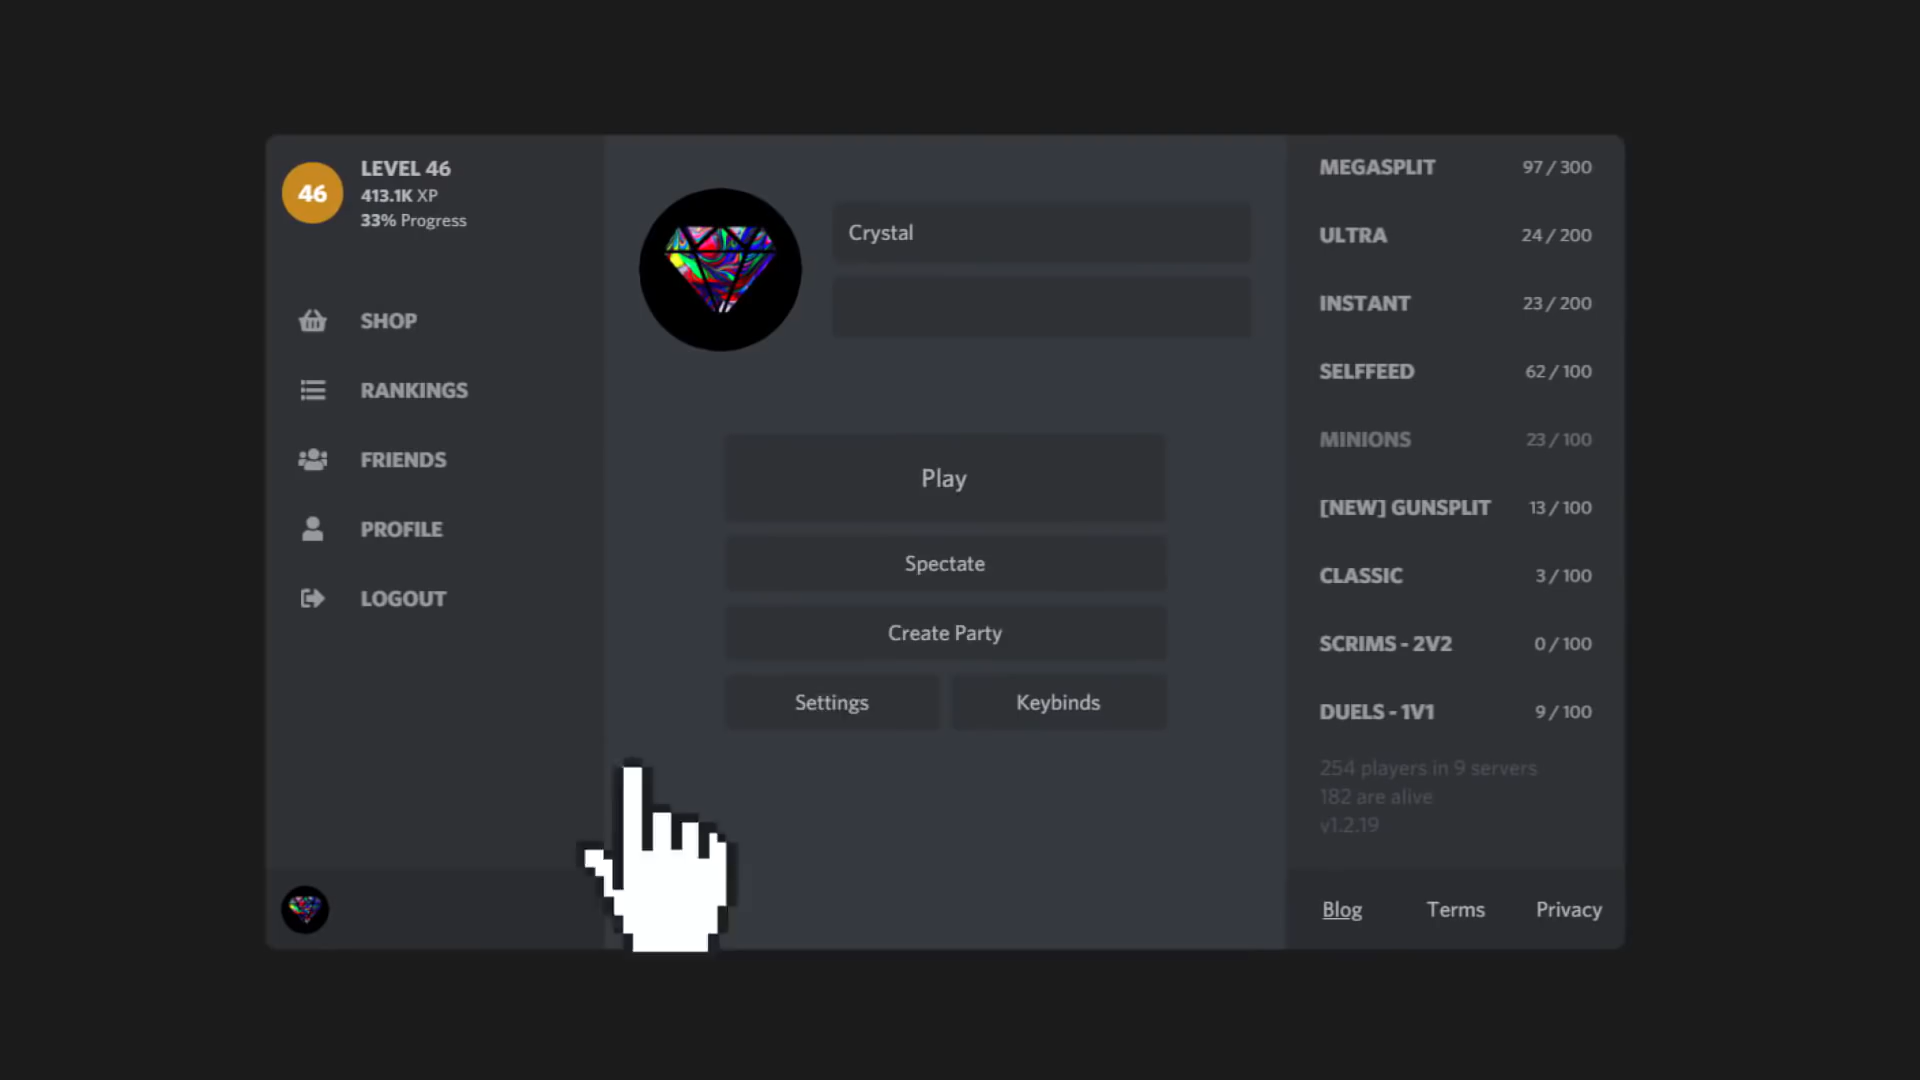 46
LEVEL 46
413.1K XP
33% Progress
SHOP
RANKINGS
FRIENDS
PROFILE
LOGOUT
Crystal
Play
Spectate
Create Party
Settings Keybinds
MEGASPLIT 97 / 300
ULTRA 24 / 200
INSTANT 23 / 200
SELFFEED 62 / 100
MINIONS 23 / 100
[NEW] GUNSPLIT 13 / 100
CLASSIC 3 / 100
SCRIMS - 2V2 0 / 100
DUELS - 1V1 9 / 100
254 players in 9 servers
182 are alive
v1.2.19
Blog Terms Privacy